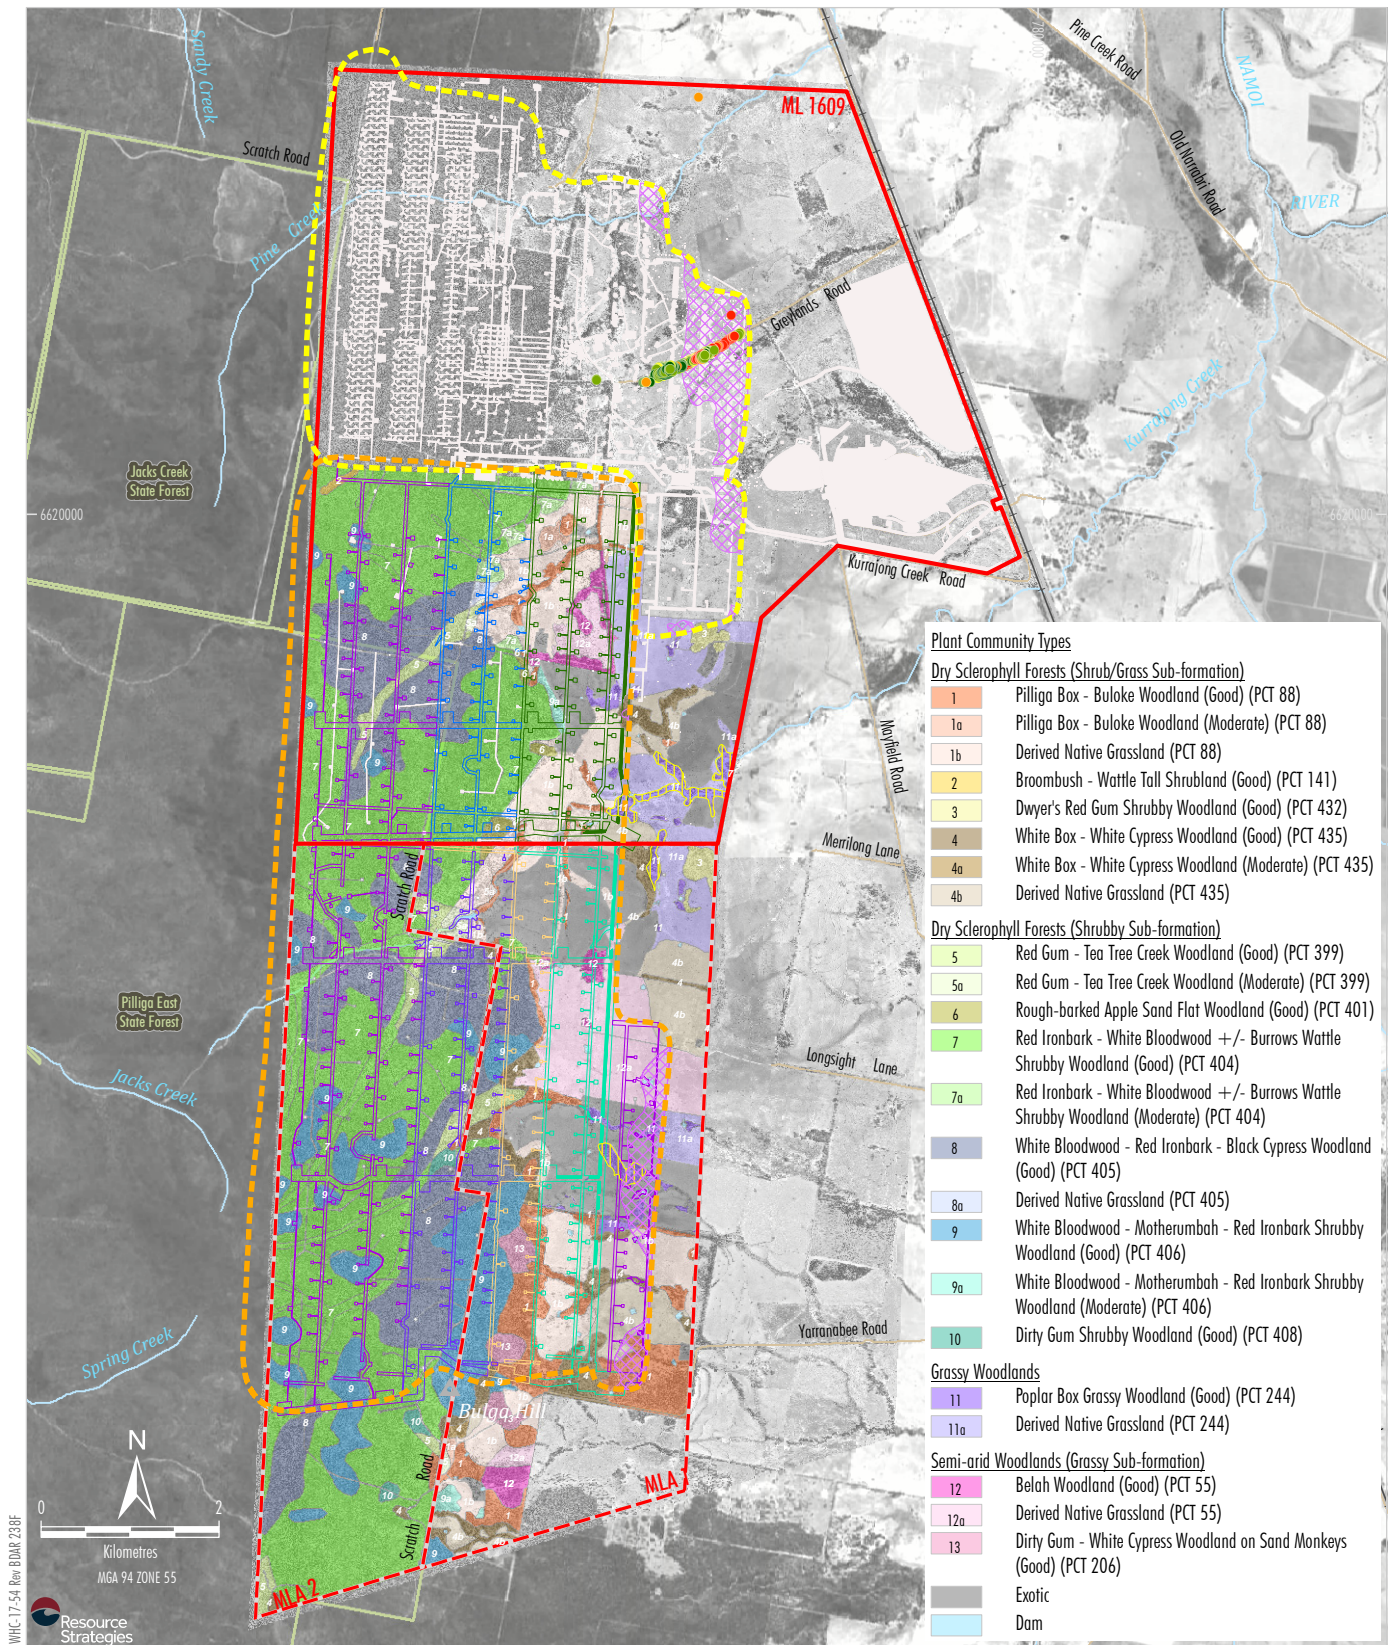 Sandy Creek
Scratch Road
Pine Creek
ML 1609
Pine Creek Road
NAMOI
Old Narrabri Road
RIVER
Greylands Road
Kurrajong Creek
Jacks Creek
State Forest
6620000
6620000
Kurrajong Creek Road
Mayfield Road
Merrilong Lane
Scratch Road
Pilliga East
State Forest
Longsight Lane
Jacks Creek
Yarranabee Road
Spring Creek
Bulga Hill
Scratch Road
MLA 1
MLA 2
N
0 2
Kilometres
MGA 94 ZONE 55
WHC-17-54 Rev BDAR 238F
Resource
Strategies
Plant Community Types
Dry Sclerophyll Forests (Shrub/Grass Sub-formation)
1 Pilliga Box - Buloke Woodland (Good) (PCT 88)
1a Pilliga Box - Buloke Woodland (Moderate) (PCT 88)
1b Derived Native Grassland (PCT 88)
2 Broombush - Wattle Tall Shrubland (Good) (PCT 141)
3 Dwyer's Red Gum Shrubby Woodland (Good) (PCT 432)
4 White Box - White Cypress Woodland (Good) (PCT 435)
4a White Box - White Cypress Woodland (Moderate) (PCT 435)
4b Derived Native Grassland (PCT 435)
Dry Sclerophyll Forests (Shrubby Sub-formation)
5 Red Gum - Tea Tree Creek Woodland (Good) (PCT 399)
5a Red Gum - Tea Tree Creek Woodland (Moderate) (PCT 399)
6 Rough-barked Apple Sand Flat Woodland (Good) (PCT 401)
7 Red Ironbark - White Bloodwood +/- Burrows Wattle
Shrubby Woodland (Good) (PCT 404)
7a Red Ironbark - White Bloodwood +/- Burrows Wattle
Shrubby Woodland (Moderate) (PCT 404)
8 White Bloodwood - Red Ironbark - Black Cypress Woodland
(Good) (PCT 405)
8a Derived Native Grassland (PCT 405)
9 White Bloodwood - Motherumbah - Red Ironbark Shrubby
Woodland (Good) (PCT 406)
9a White Bloodwood - Motherumbah - Red Ironbark Shrubby
Woodland (Moderate) (PCT 406)
10 Dirty Gum Shrubby Woodland (Good) (PCT 408)
Grassy Woodlands
11 Poplar Box Grassy Woodland (Good) (PCT 244)
11a Derived Native Grassland (PCT 244)
Semi-arid Woodlands (Grassy Sub-formation)
12 Belah Woodland (Good) (PCT 55)
12a Derived Native Grassland (PCT 55)
13 Dirty Gum - White Cypress Woodland on Sand Monkeys
(Good) (PCT 206)
Exotic
Dam